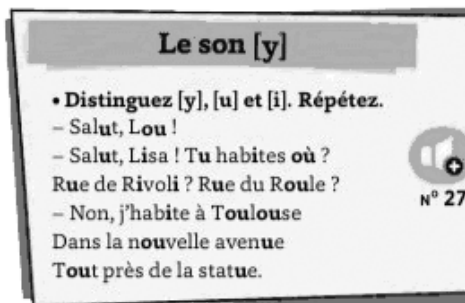 Le son [y]
• Distinguez [y], [u] et [i]. Répétez.
– Salut, Lou !
– Salut, Lisa ! Tu habites où ?
Rue de Rivoli ? Rue du Roule ?
– Non, j'habite à Toulouse
Dans la nouvelle avenue
Tout près de la statue.
N° 27